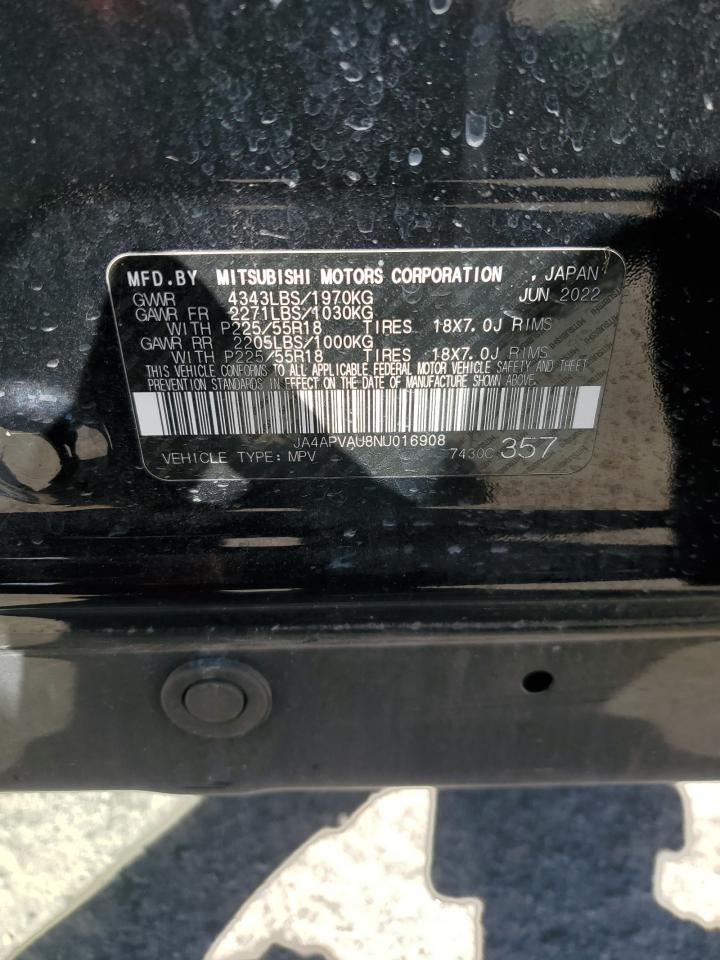 MFD.BY MITSUBISHI MOTORS CORPORATION , JAPAN
GVWR 4343LBS/1970KG JUN 2022
GAWR FR 2271LBS/1030KG
WITH P225/55R18 TIRES 18X7.0J RIMS
GAWR RR 2205LBS/1000KG
WITH P225/55R18 TIRES 18X7.0J RIMS
THIS VEHICLE CONFORMS TO ALL APPLICABLE FEDERAL MOTOR VEHICLE SAFETY AND THEFT
PREVENTION STANDARDS IN EFFECT ON THE DATE OF MANUFACTURE SHOWN ABOVE.
JA4APVAU8NU016908
VEHICLE TYPE: MPV 7430C 357